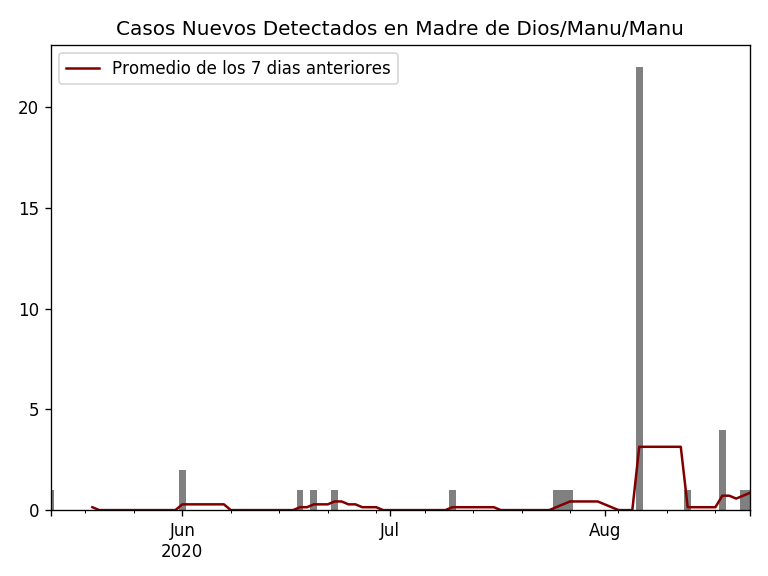 Casos Nuevos Detectados en Madre de Dios/Manu/Manu
Promedio de los 7 dias anteriores
20
15
10
5
0
Jun
2020
Jul
Aug